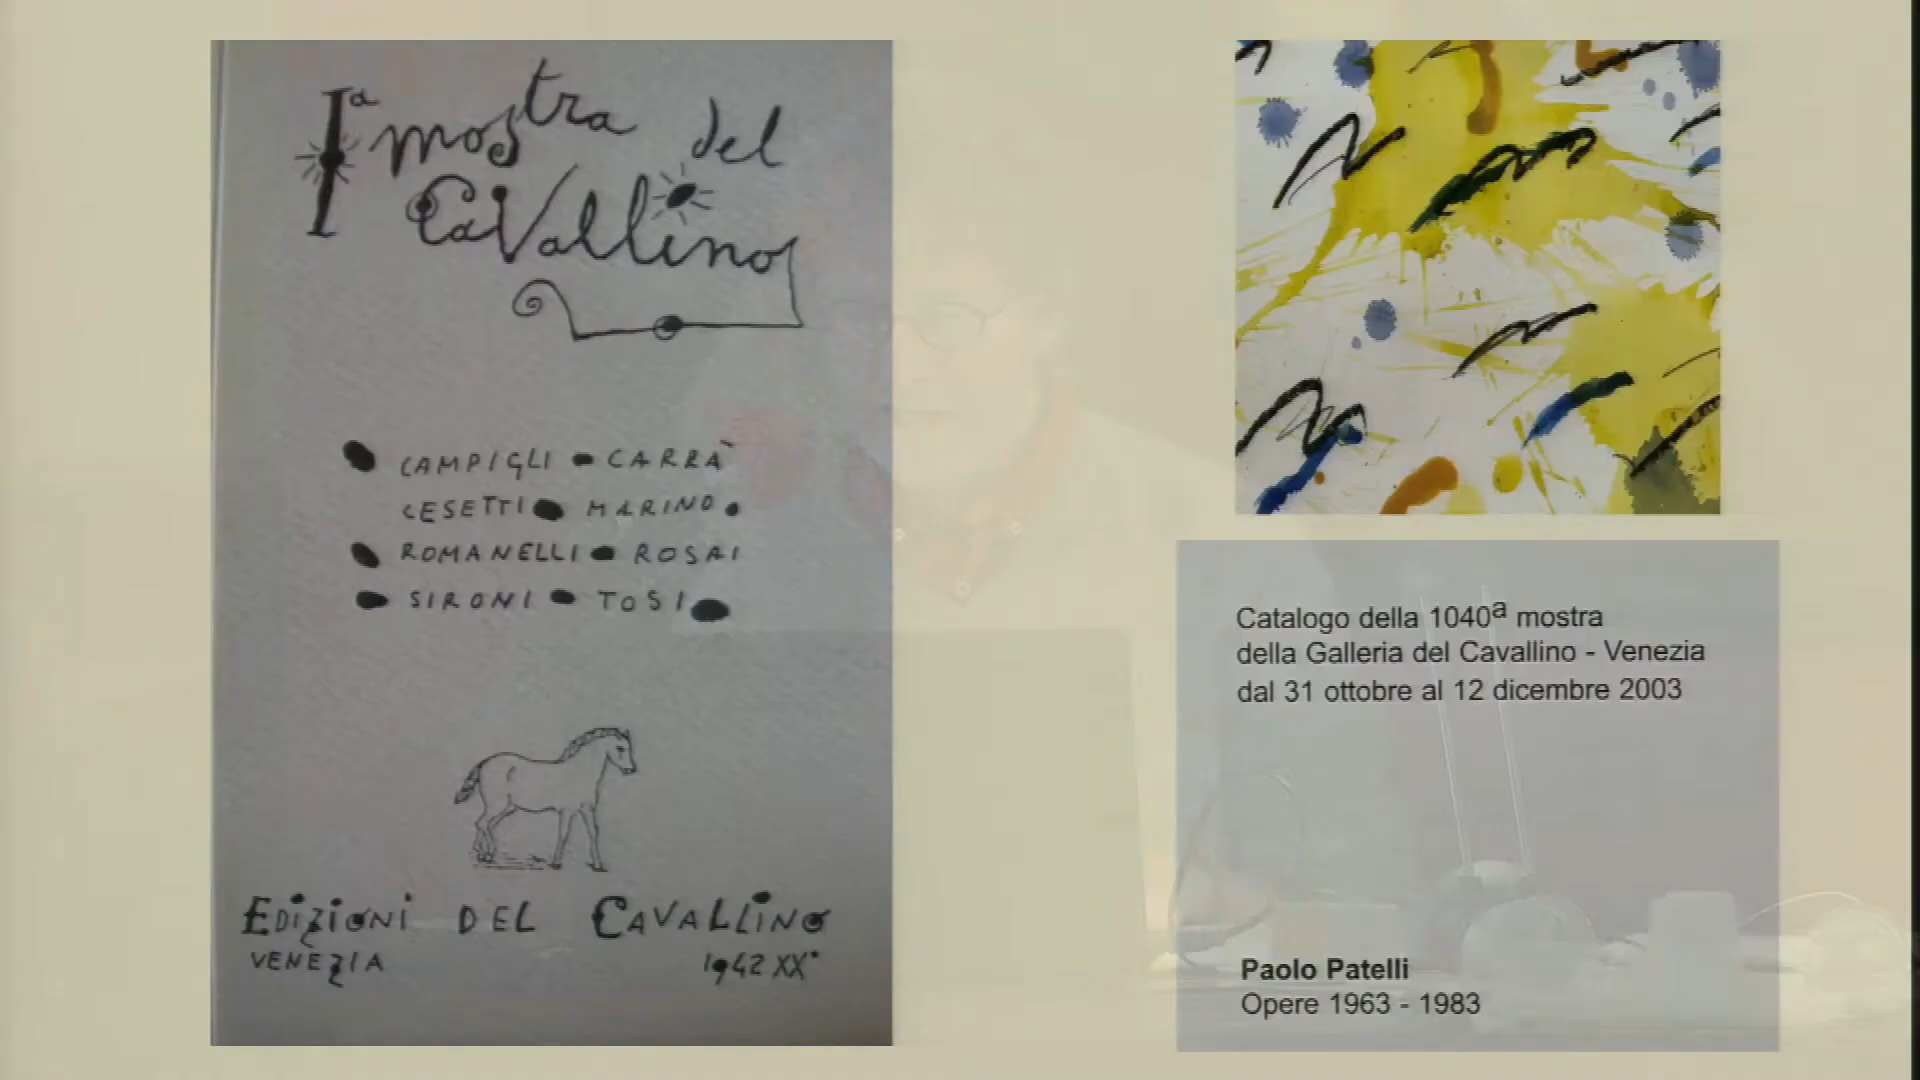 Iª mostra del
Cavallino
CAMPIGLI - CARRÀ
CESETTI - MARINO
ROMANELLI - ROSAI
SIRONI - TOSI
EDIZIONI DEL CAVALLINO
VENEZIA 1942 XX°
Catalogo della 1040ª mostra
della Galleria del Cavallino - Venezia
dal 31 ottobre al 12 dicembre 2003
Paolo Patelli
Opere 1963 - 1983